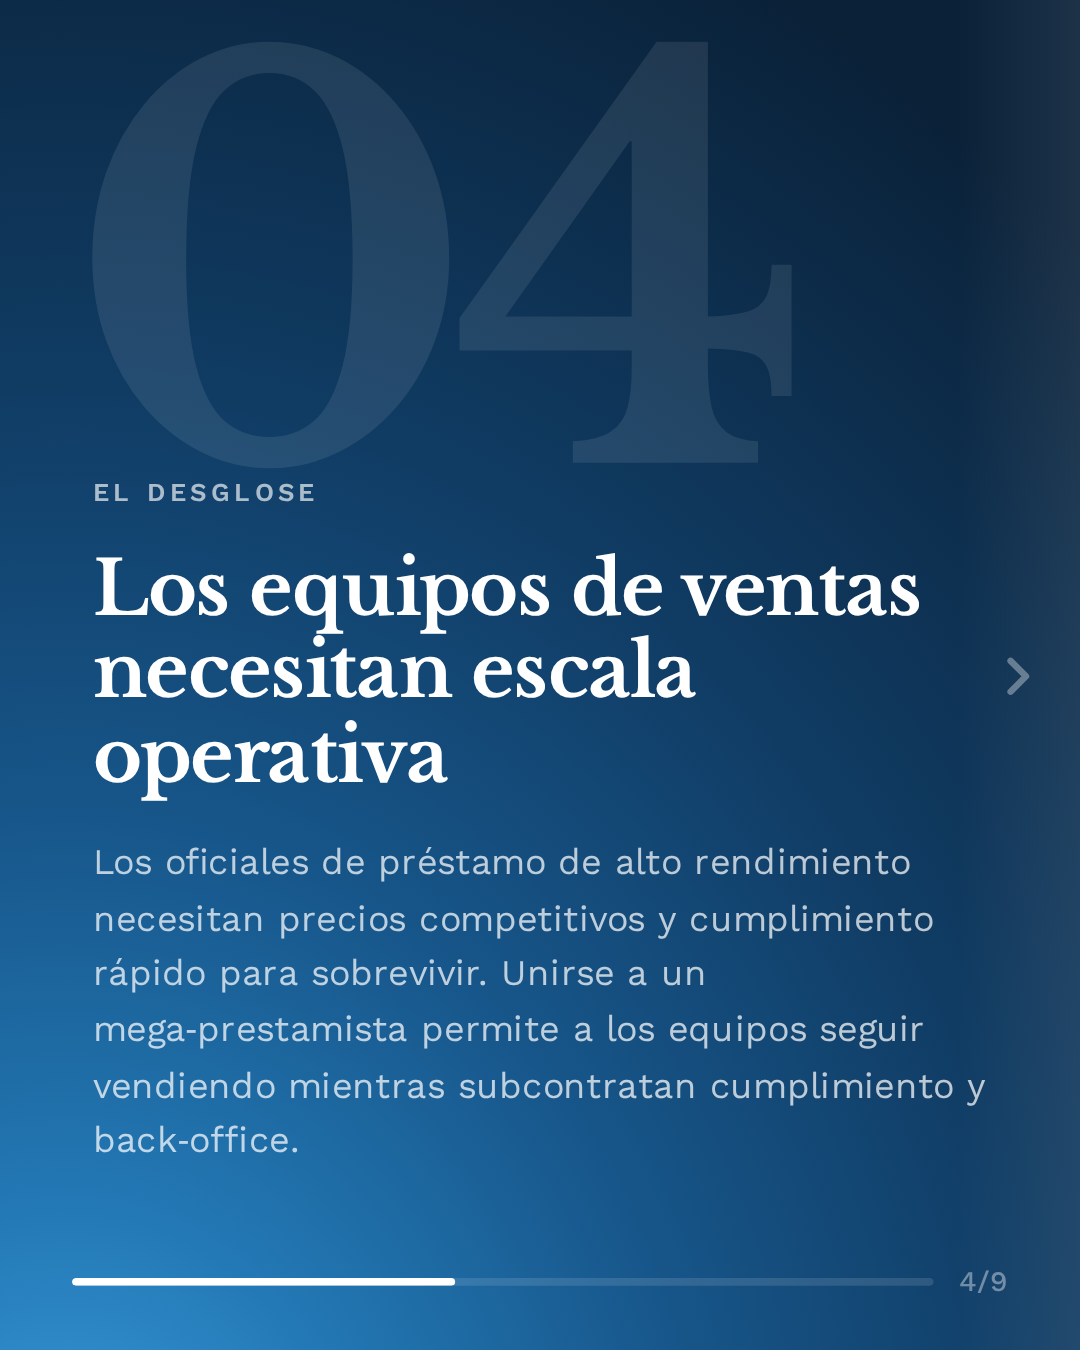 04
EL DESGLOSE
Los equipos de ventas
necesitan escala
operativa
Los oficiales de préstamo de alto rendimiento
necesitan precios competitivos y cumplimiento
rápido para sobrevivir. Unirse a un
mega-prestamista permite a los equipos seguir
vendiendo mientras subcontratan cumplimiento y
back-office.
4/9